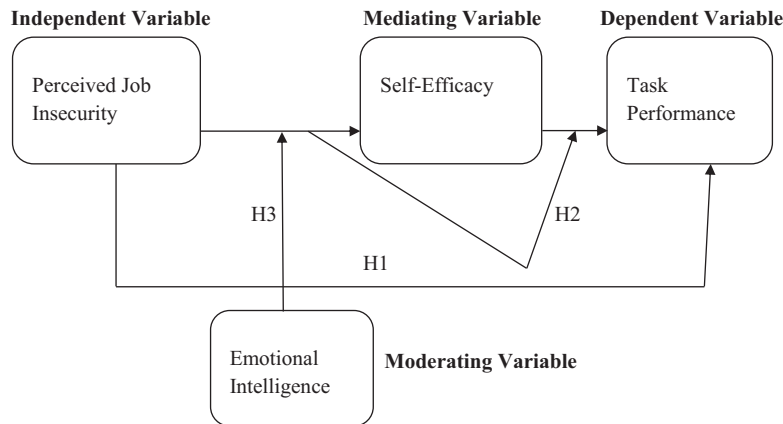 Independent Variable
Mediating Variable
Dependent Variable
Perceived Job
Insecurity
Self-Efficacy
Task
Performance
H3
H2
H1
Emotional
Intelligence
Moderating Variable